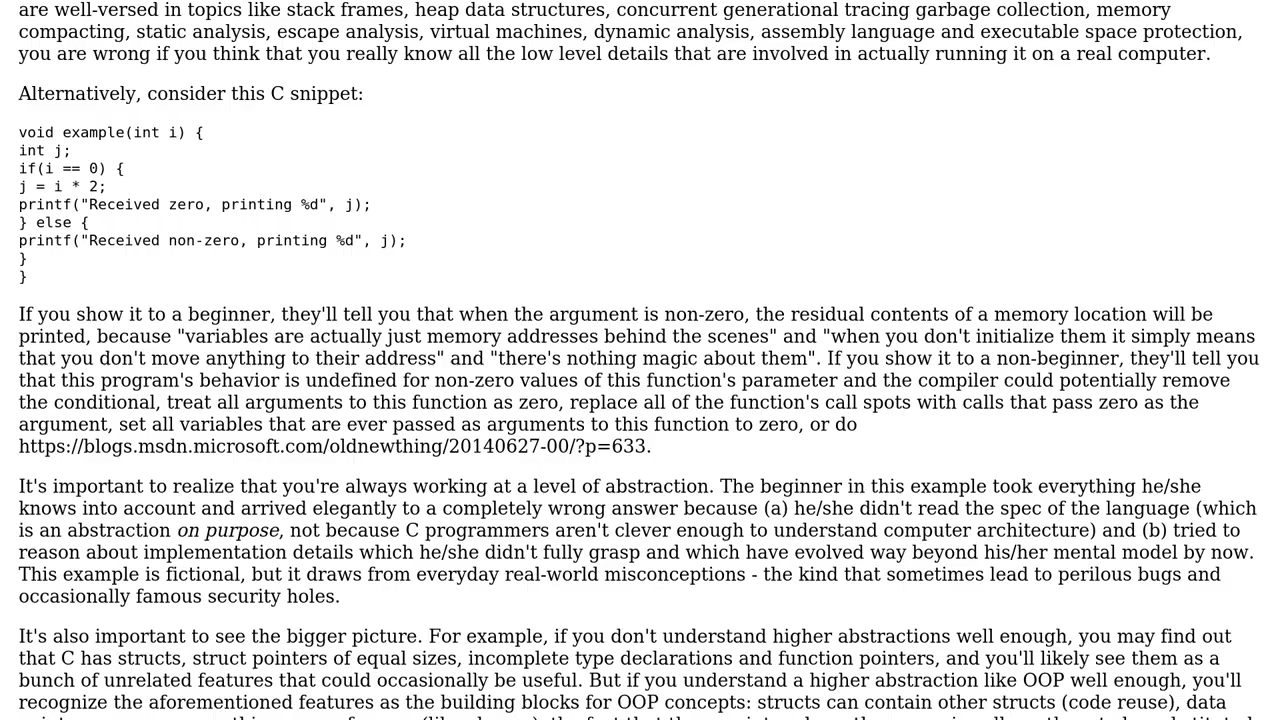 are well-versed in topics like stack frames, heap data structures, concurrent generational tracing garbage collection, memory
compacting, static analysis, escape analysis, virtual machines, dynamic analysis, assembly language and executable space protection,
you are wrong if you think that you really know all the low level details that are involved in actually running it on a real computer.
Alternatively, consider this C snippet:
void example(int i) {
int j;
if(i == 0) {
j = i * 2;
printf("Received zero, printing %d", j);
} else {
printf("Received non-zero, printing %d", j);
}
}
If you show it to a beginner, they'll tell you that when the argument is non-zero, the residual contents of a memory location will be
printed, because "variables are actually just memory addresses behind the scenes" and "when you don't initialize them it simply means
that you don't move anything to their address" and "there's nothing magic about them". If you show it to a non-beginner, they'll tell you
that this program's behavior is undefined for non-zero values of this function's parameter and the compiler could potentially remove
the conditional, treat all arguments to this function as zero, replace all of the function's call spots with calls that pass zero as the
argument, set all variables that are ever passed as arguments to this function to zero, or do
https://blogs.msdn.microsoft.com/oldnewthing/20140627-00/?p=633.
It's important to realize that you're always working at a level of abstraction. The beginner in this example took everything he/she
knows into account and arrived elegantly to a completely wrong answer because (a) he/she didn't read the spec of the language (which
is an abstraction on purpose, not because C programmers aren't clever enough to understand computer architecture) and (b) tried to
reason about implementation details which he/she didn't fully grasp and which have evolved way beyond his/her mental model by now.
This example is fictional, but it draws from everyday real-world misconceptions - the kind that sometimes lead to perilous bugs and
occasionally famous security holes.
It's also important to see the bigger picture. For example, if you don't understand higher abstractions well enough, you may find out
that C has structs, struct pointers of equal sizes, incomplete type declarations and function pointers, and you'll likely see them as a
bunch of unrelated features that could occasionally be useful. But if you understand a higher abstraction like OOP well enough, you'll
recognize the aforementioned features as the building blocks for OOP concepts: structs can contain other structs (code reuse), data